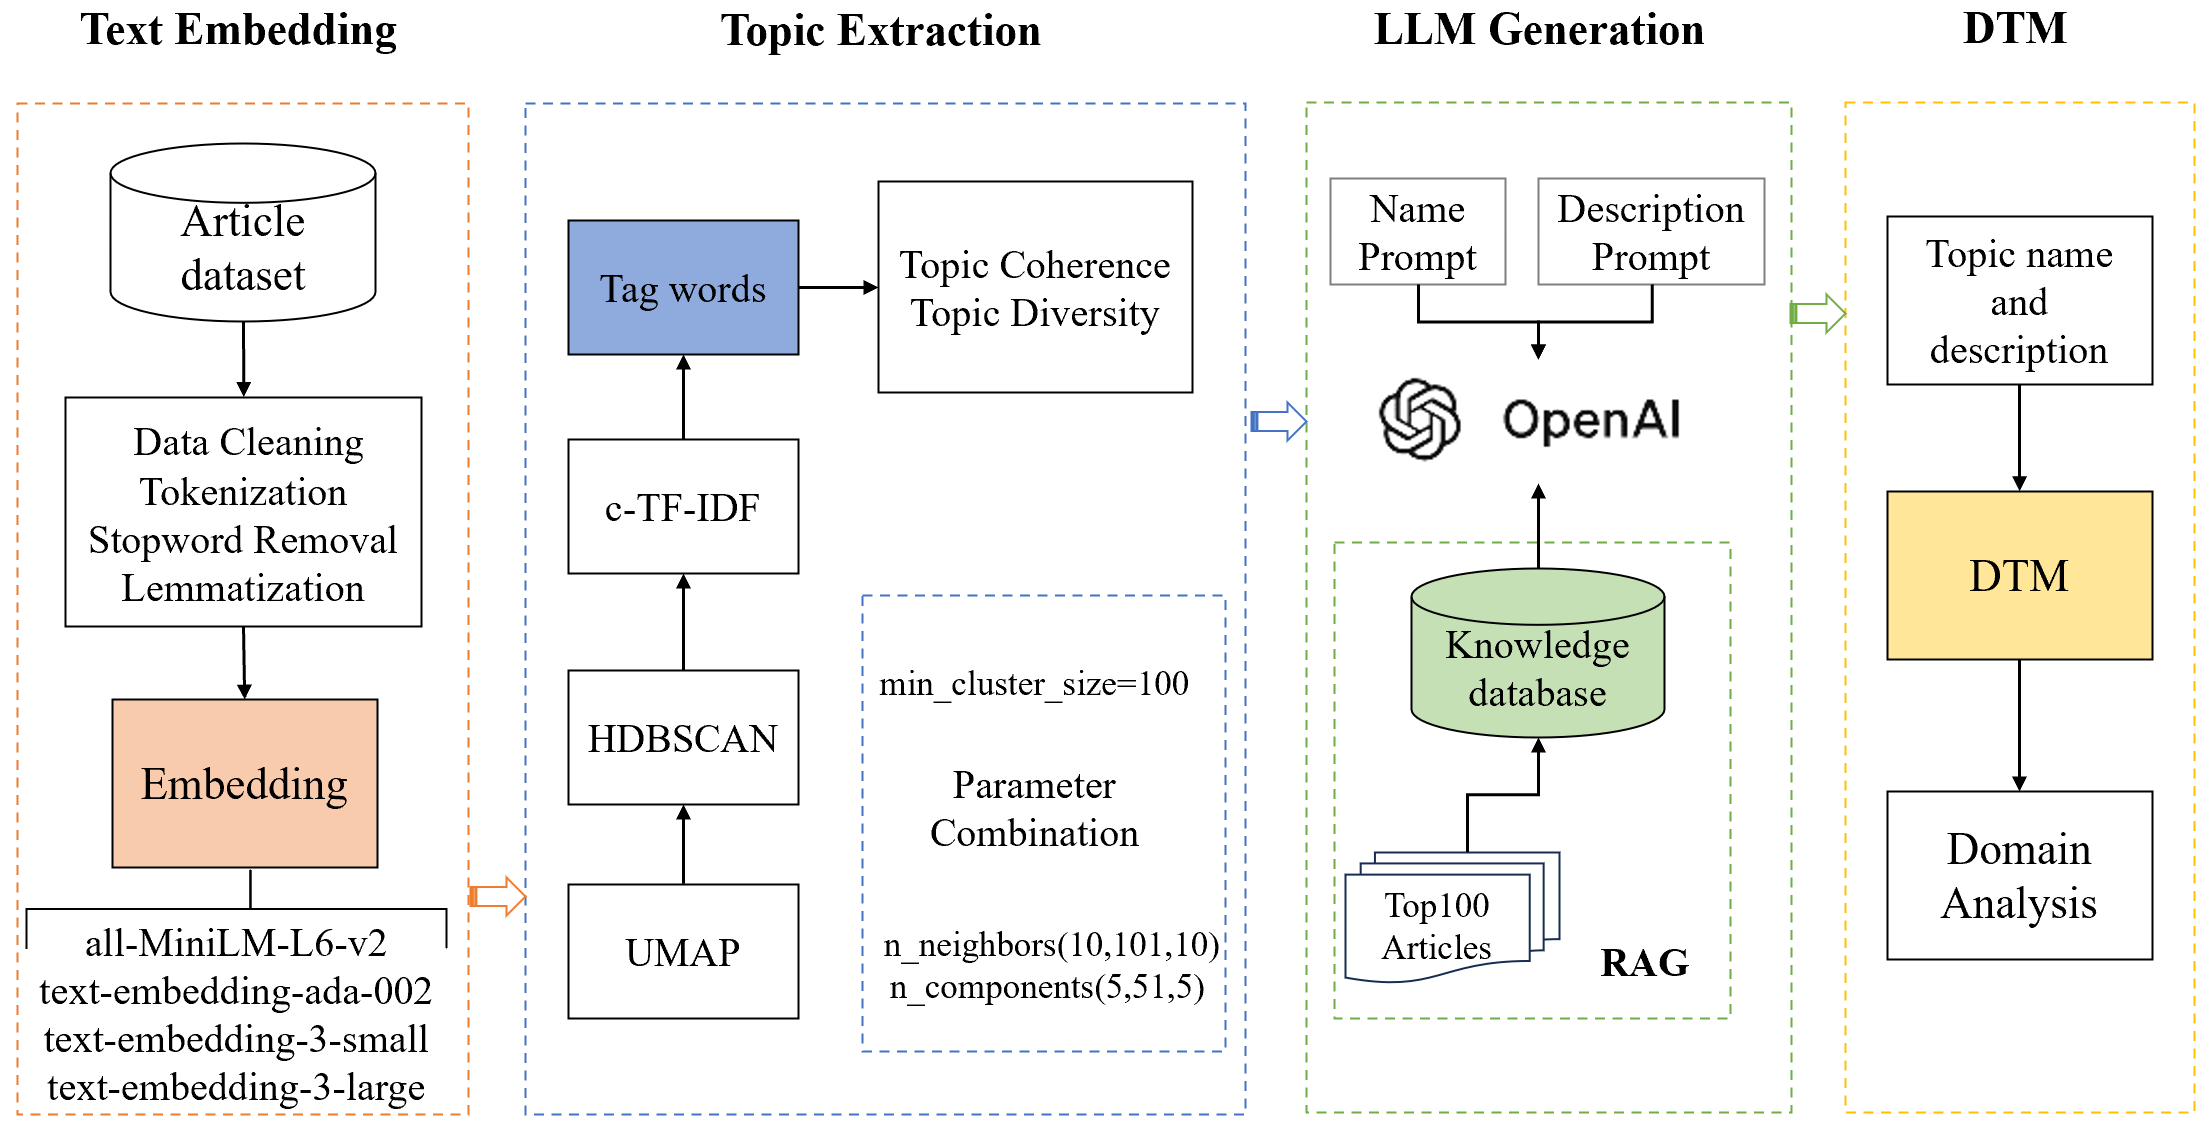 Text Embedding
Article
dataset
Data Cleaning
Tokenization
Stopword Removal
Lemmatization
Embedding
all-MiniLM-L6-v2
text-embedding-ada-002
text-embedding-3-small
text-embedding-3-large
Topic Extraction
Tag words
Topic Coherence
Topic Diversity
c-TF-IDF
HDBSCAN
UMAP
min_cluster_size=100
Parameter
Combination
n_neighbors(10,101,10)
n_components(5,51,5)
LLM Generation
Name
Prompt
Description
Prompt
OpenAI
Knowledge
database
Top100
Articles
RAG
DTM
Topic name
and
description
DTM
Domain
Analysis